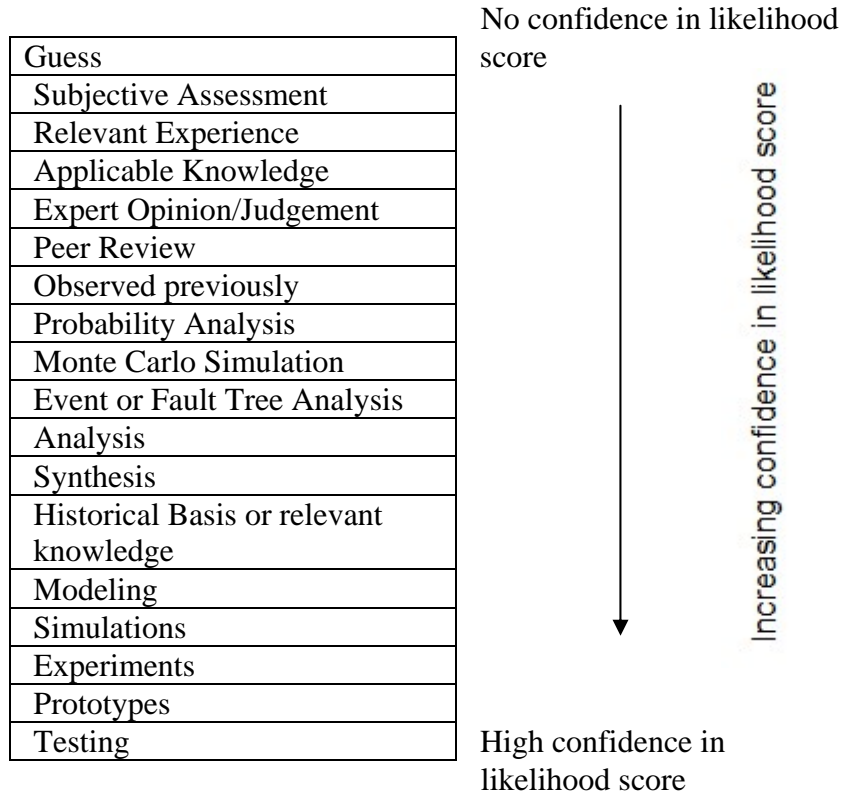 No confidence in likelihood
score
Guess
Subjective Assessment
Relevant Experience
Applicable Knowledge
Expert Opinion/Judgement
Peer Review
Observed previously
Probability Analysis
Monte Carlo Simulation
Event or Fault Tree Analysis
Analysis
Synthesis
Historical Basis or relevant
knowledge
Modeling
Simulations
Experiments
Prototypes
Testing
Increasing confidence in likelihood score
High confidence in
likelihood score